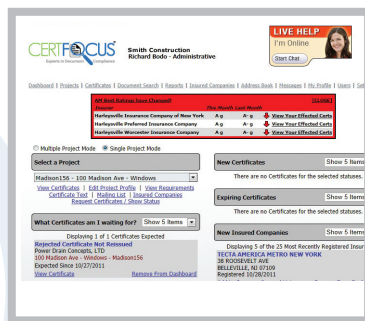 CERTFOCUS
Experts in Document Compliance
Smith Construction
Richard Bodo - Administrative
LIVE HELP
I'm Online
Start Chat
Dashboard | Projects | Certificates | Document Search | Reports | Insured Companies | Address Book | Messages | My Profile | Users | Set
AM Best Ratings have Changed! [CLOSE]
Insurer This Month Last Month
Harleysville Insurance Company of New York A g A- g View Your Effected Certs
Harleysville Preferred Insurance Company A g A- g View Your Effected Certs
Harleysville Worcester Insurance Company A g A- g View Your Effected Certs
Multiple Project Mode Single Project Mode
Select a Project
Madison156 - 100 Madison Ave - Windows
View Certificates | Edit Project Profile | View Requirements
Certificate Text | Mailing List | Insured Companies
Request Certificates / Show Status
What Certificates am I waiting for? Show 5 Items
Displaying 1 of 1 Certificates Expected
Rejected Certificate Not Reissued
Power Drain Concepts, LTD
100 Madison Ave - Windows - Madison156
Expected Since 10/27/2011
View Certificate Remove From Dashboard
New Certificates Show 5 Items
There are no Certificates for the selected statuses.
Expiring Certificates Show 5 Items
There are no Certificates for the selected statuses.
New Insured Companies Show 5 Items
Displaying 5 of the 25 Most Recently Registered Insur
TECTA AMERICA METRO NEW YORK
38 ROOSEVELT AVE
BELLEVILLE, NJ 07109
Registered 10/28/2011